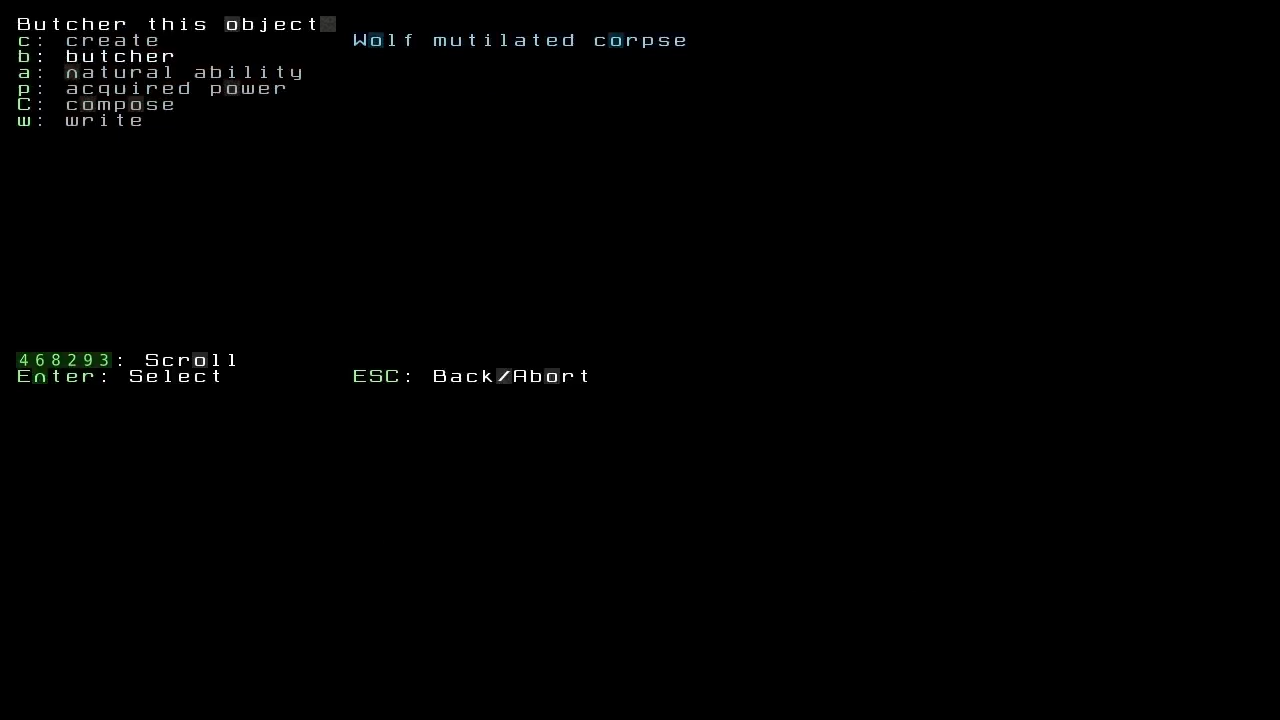 Butcher this object
c: create Wolf mutilated corpse
b: butcher
a: natural ability
p: acquired power
C: compose
w: write
468293: Scroll
Enter: Select ESC: Back/Abort